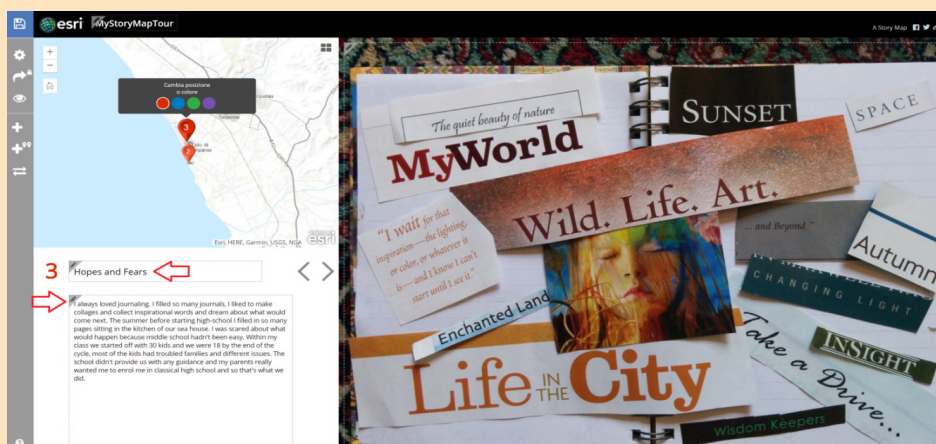 esri MyStoryMapTour
A Story Map
Cambia posizione
o colore
3
2
Esri, HERE, Garmin, USGS, NGA
esri
3 Hopes and Fears
I always loved journaling, I filled so many journals, I liked to make
collages and collect inspirational words and dream about what would
come next. The summer before starting high-school I filled in so many
pages sitting in the kitchen of our sea house. I was scared about what
would happen because middle school hadn't been easy. Within my
class we started off with 30 kids and we were 18 by the end of the
cycle, most of the kids had troubled families and different issues. The
school didn't provide us with any guidance and my parents really
wanted me to enrol me in classical high school and so that's what we
did.
The quiet beauty of nature
MyWorld
SUNSET
SPACE
Wild. Life. Art.
"I wait for that
inspiration—the lighting,
or color, or whatever it
is—and I know I can't
start until I see it."
... and Beyond "
Autumn
CHANGING LIGHT
Enchanted Land
Take a Drive...
INSIGHT
Life IN THE City
Wisdom Keepers